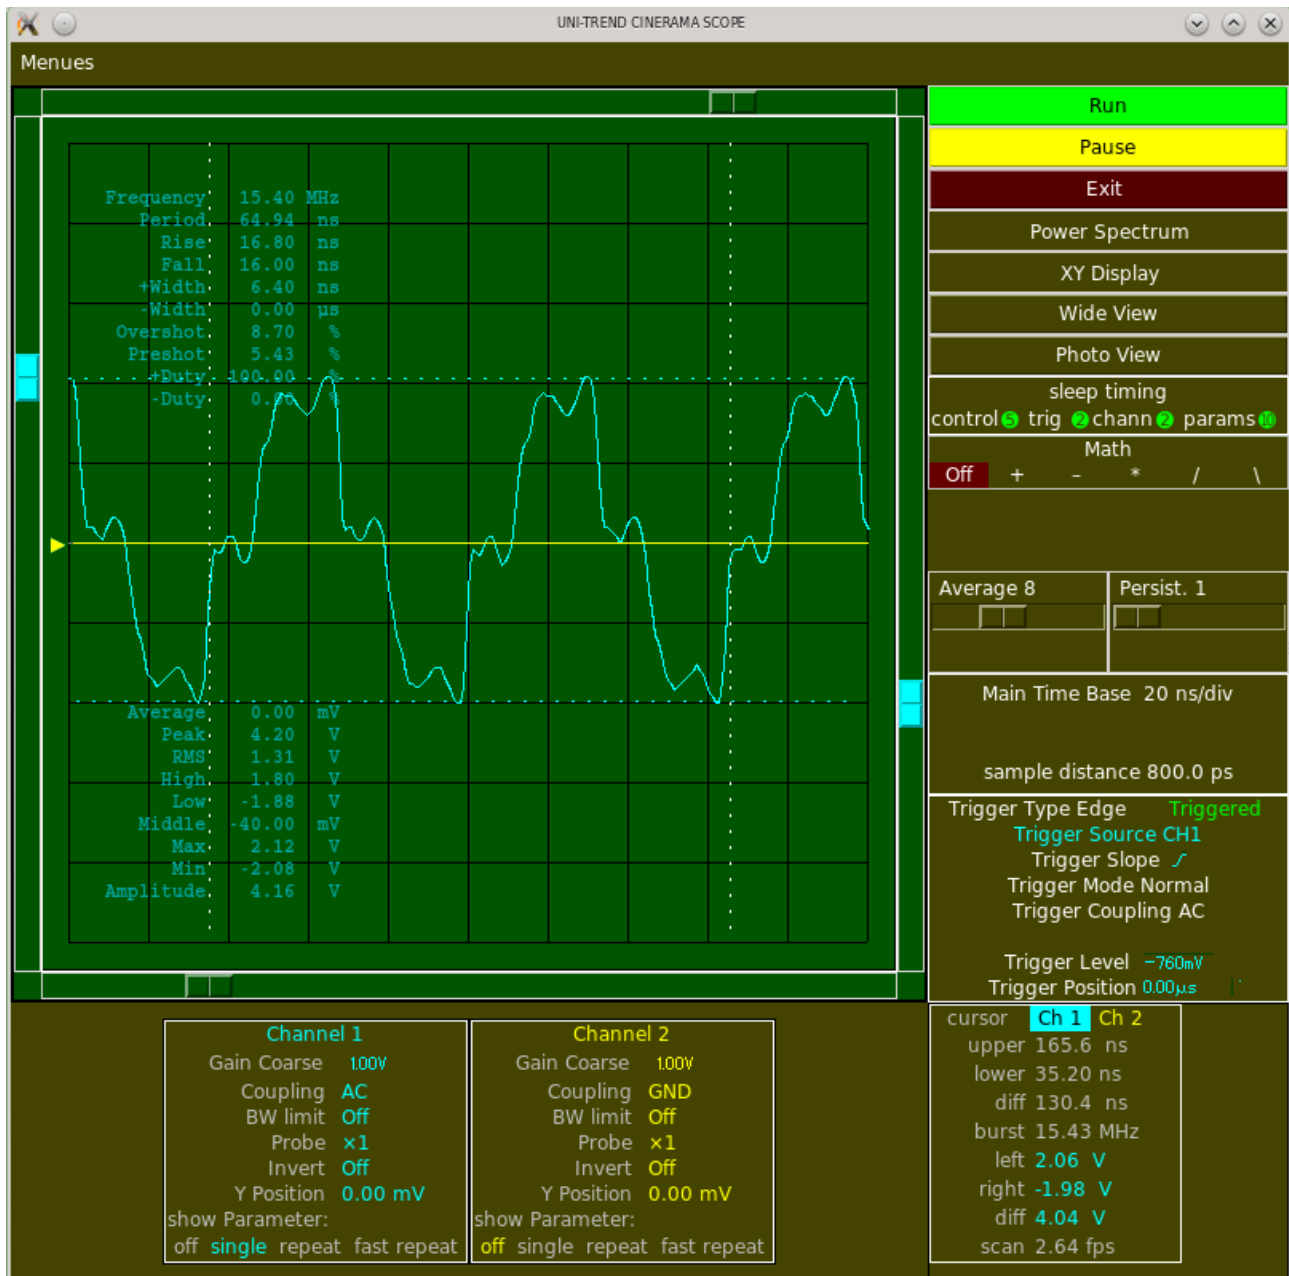 UNI-TREND CINERAMA SCOPE
Menues
Run
Pause
Exit
Power Spectrum
XY Display
Wide View
Photo View
sleep timing
control 5 trig 2 chann 2 params 10
Math
Off + – * / \
Average 8 Persist. 1
Main Time Base 20 ns/div
sample distance 800.0 ps
Trigger Type Edge Triggered
Trigger Source CH1
Trigger Slope
Trigger Mode Normal
Trigger Coupling AC
Trigger Level -760mV
Trigger Position 0.00µs
Frequency 15.40 MHz
Period 64.94 ns
Rise 16.80 ns
Fall 16.00 ns
+Width 6.40 ns
-Width 0.00 µs
Overshot 8.70 %
Preshot 5.43 %
+Duty 100.00 %
-Duty 0.00 %
Average 0.00 mV
Peak 4.20 V
RMS 1.31 V
High 1.80 V
Low -1.88 V
Middle -40.00 mV
Max 2.12 V
Min -2.08 V
Amplitude 4.16 V
Channel 1
Gain Coarse 1.00V
Coupling AC
BW limit Off
Probe ×1
Invert Off
Y Position 0.00 mV
show Parameter:
off single repeat fast repeat
Channel 2
Gain Coarse 1.00V
Coupling GND
BW limit Off
Probe ×1
Invert Off
Y Position 0.00 mV
show Parameter:
off single repeat fast repeat
cursor Ch 1 Ch 2
upper 165.6 ns
lower 35.20 ns
diff 130.4 ns
burst 15.43 MHz
left 2.06 V
right -1.98 V
diff 4.04 V
scan 2.64 fps